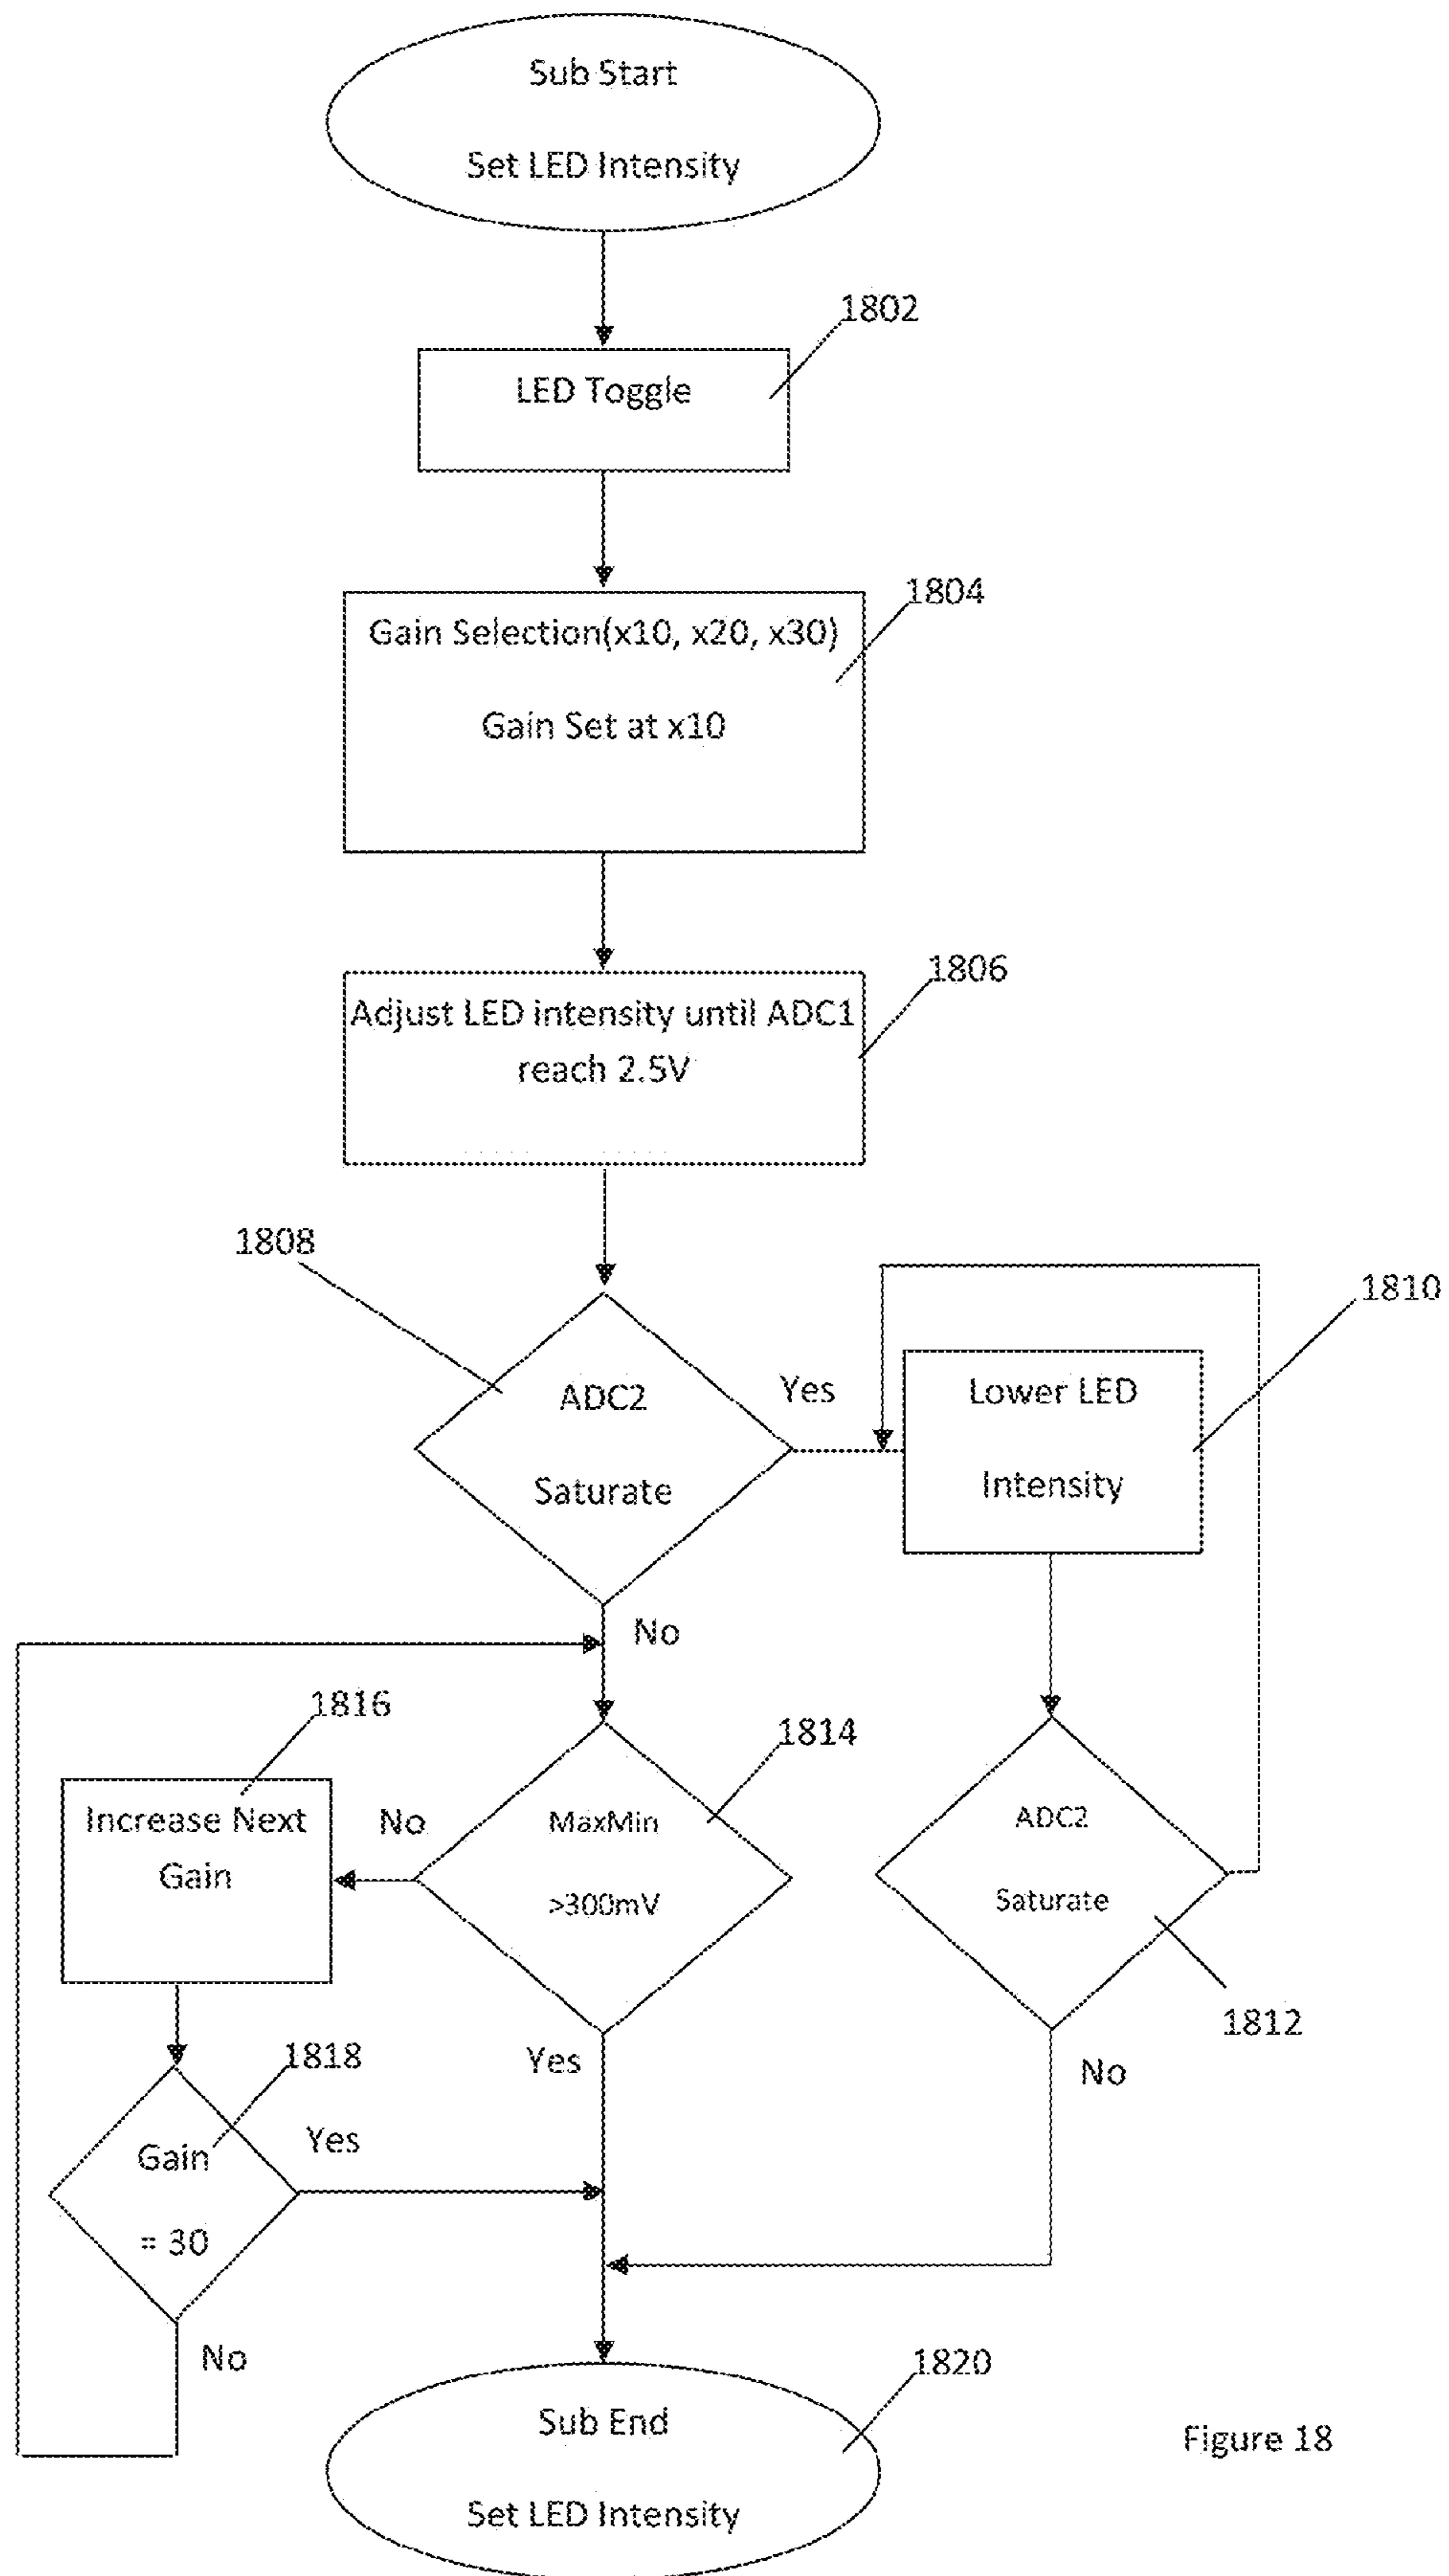 Sub Start
Set LED Intensity
1802
LED Toggle
1804
Gain Selection(x10, x20, x30)
Gain Set at x10
1806
Adjust LED intensity until ADC1
reach 2.5V
1808
ADC2
Saturate
Yes
1810
Lower LED
Intensity
No
1816
Increase Next
Gain
No
1814
MaxMin
>300mV
ADC2
Saturate
1812
Yes
No
1818
Gain
= 30
Yes
No
1820
Sub End
Set LED Intensity
Figure 18